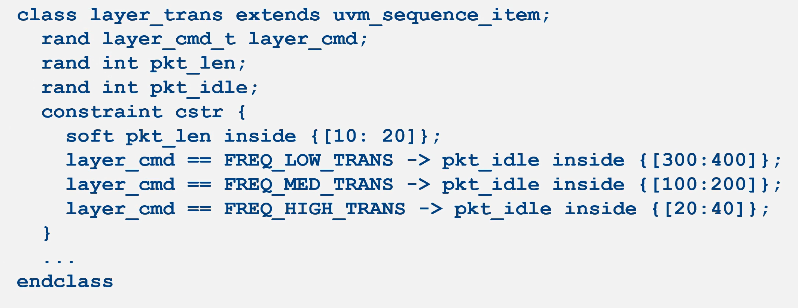 class layer_trans extends uvm_sequence_item;
  rand layer_cmd_t layer_cmd;
  rand int pkt_len;
  rand int pkt_idle;
  constraint cstr {
    soft pkt_len inside {[10: 20]};
    layer_cmd == FREQ_LOW_TRANS -> pkt_idle inside {[300:400]};
    layer_cmd == FREQ_MED_TRANS -> pkt_idle inside {[100:200]};
    layer_cmd == FREQ_HIGH_TRANS -> pkt_idle inside {[20:40]};
  }
  ...
endclass